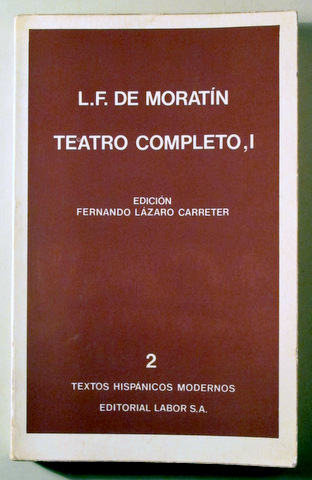 L.F. DE MORATÍN
TEATRO COMPLETO, I
EDICIÓN
FERNANDO LÁZARO CARRETER
2
TEXTOS HISPÁNICOS MODERNOS
EDITORIAL LABOR S.A.